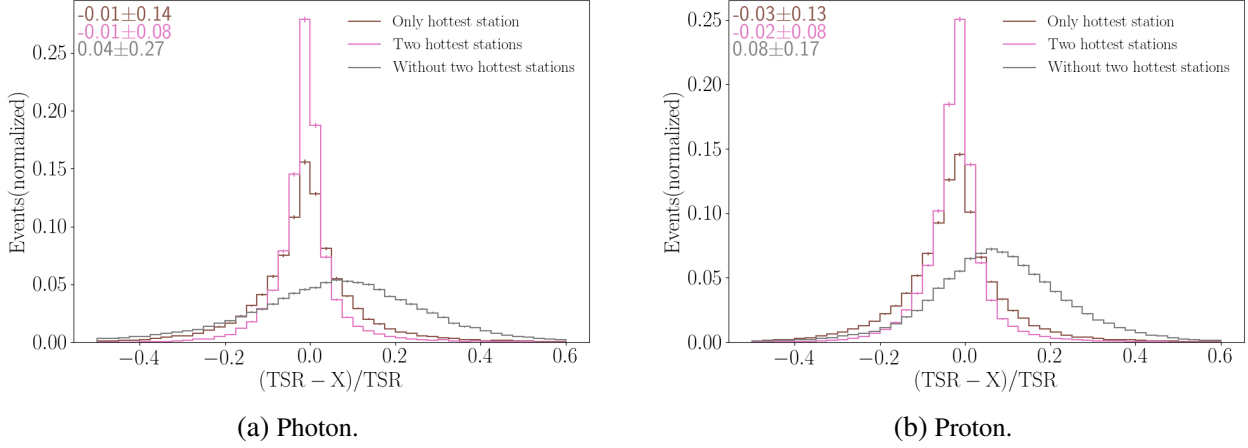 -0.01±0.14
-0.01±0.08
0.04±0.27
Only hottest station
Two hottest stations
Without two hottest stations
Events(normalized)
0.25
0.20
0.15
0.10
0.05
0.00
−0.4 −0.2 0.0 0.2 0.4 0.6
(TSR − X)/TSR
(a) Photon.
-0.03±0.13
-0.02±0.08
0.08±0.17
Only hottest station
Two hottest stations
Without two hottest stations
Events(normalized)
0.25
0.20
0.15
0.10
0.05
0.00
−0.4 −0.2 0.0 0.2 0.4 0.6
(TSR − X)/TSR
(b) Proton.